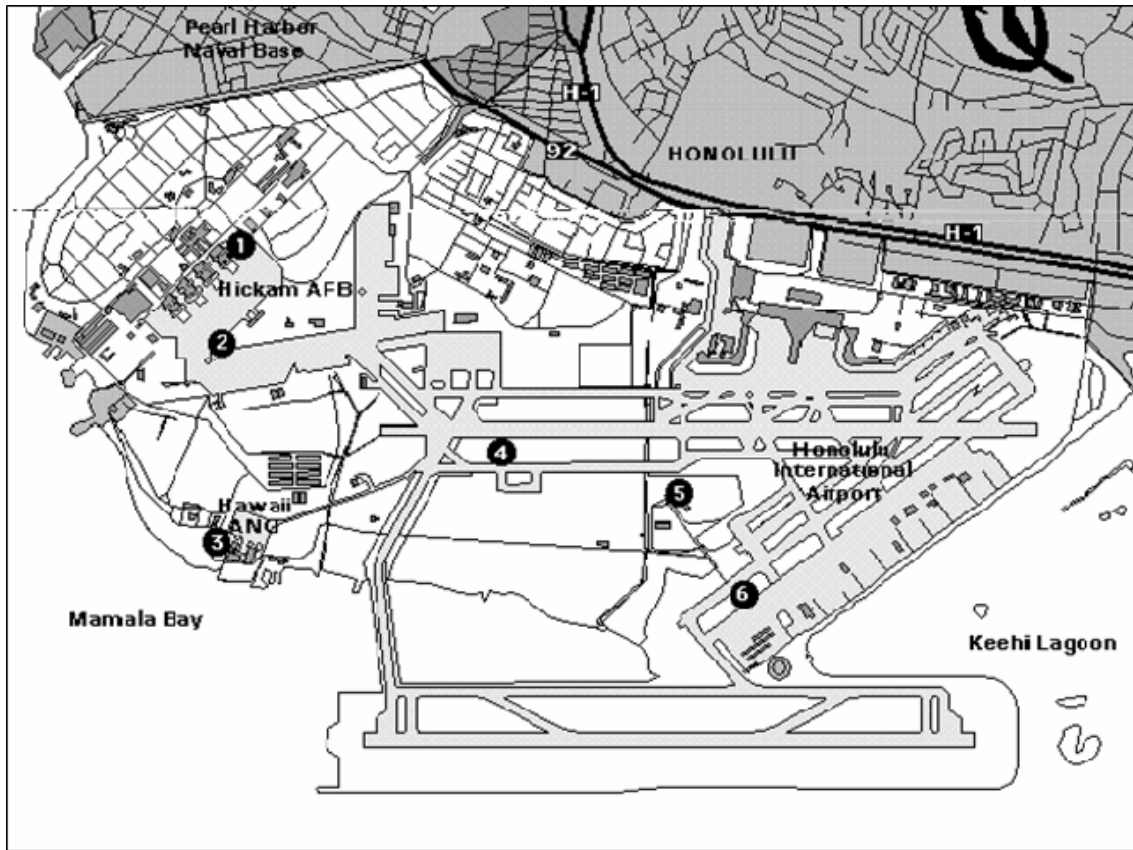 Pearl Harbor
Naval Base
H-1
92
HONOLULU
H-1
1
Hickam AFB
2
4
Honolulu
International
Airport
5
Hawaii
ANG
3
6
Mamala Bay
Keehi Lagoon